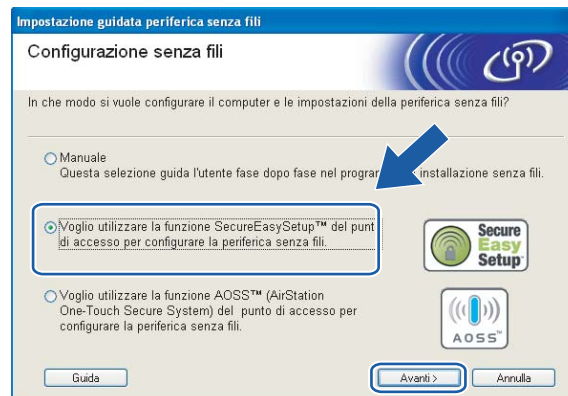 Impostazione guidata periferica senza fili
Configurazione senza fili
In che modo si vuole configurare il computer e le impostazioni della periferica senza fili?
Manuale
Questa selezione guida l'utente fase dopo fase nel program installazione senza fili.
Voglio utilizzare la funzione SecureEasySetup™ del punt
di accesso per configurare la periferica senza fili.
Secure
Easy
Setup
Voglio utilizzare la funzione AOSS™ (AirStation
One-Touch Secure System) del punto di accesso per
configurare la periferica senza fili.
AOSS™
Guida
Avanti >
Annulla